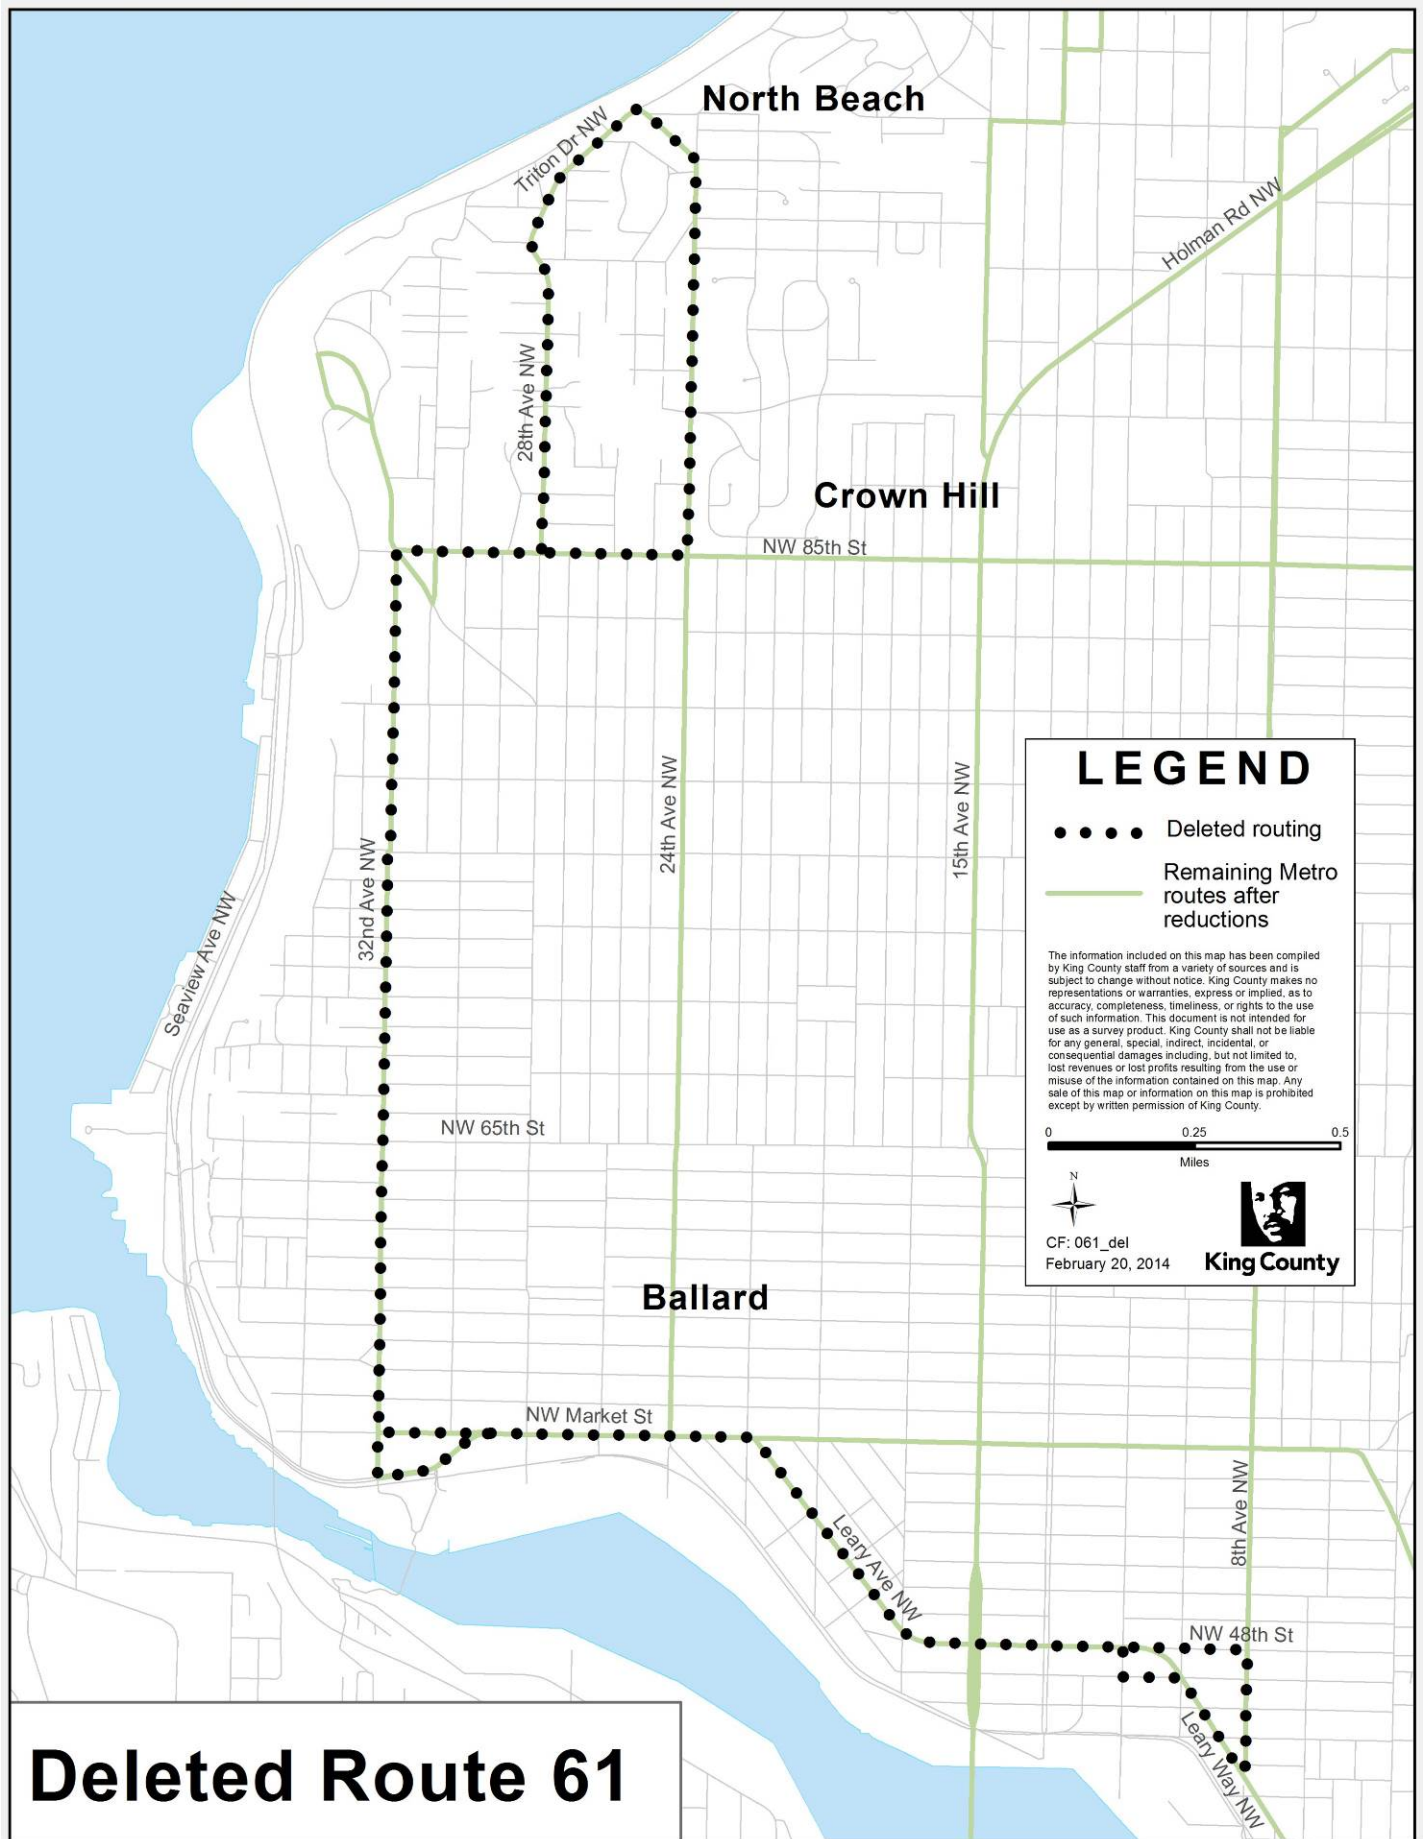 North Beach
Triton Dr NW
Holman Rd NW
28th Ave NW
Crown Hill
NW 85th St
24th Ave NW
15th Ave NW
32nd Ave NW
Seaview Ave NW
NW 65th St
Ballard
NW Market St
Leary Ave NW
8th Ave NW
NW 48th St
Leary Way NW
LEGEND
Deleted routing
Remaining Metro
routes after
reductions
The information included on this map has been compiled
by King County staff from a variety of sources and is
subject to change without notice. King County makes no
representations or warranties, express or implied, as to
accuracy, completeness, timeliness, or rights to the use
of such information. This document is not intended for
use as a survey product. King County shall not be liable
for any general, special, indirect, incidental, or
consequential damages including, but not limited to,
lost revenues or lost profits resulting from the use or
misuse of the information contained on this map. Any
sale of this map or information on this map is prohibited
except by written permission of King County.
0 0.25 0.5
Miles
N
CF: 061_del
February 20, 2014
King County
Deleted Route 61